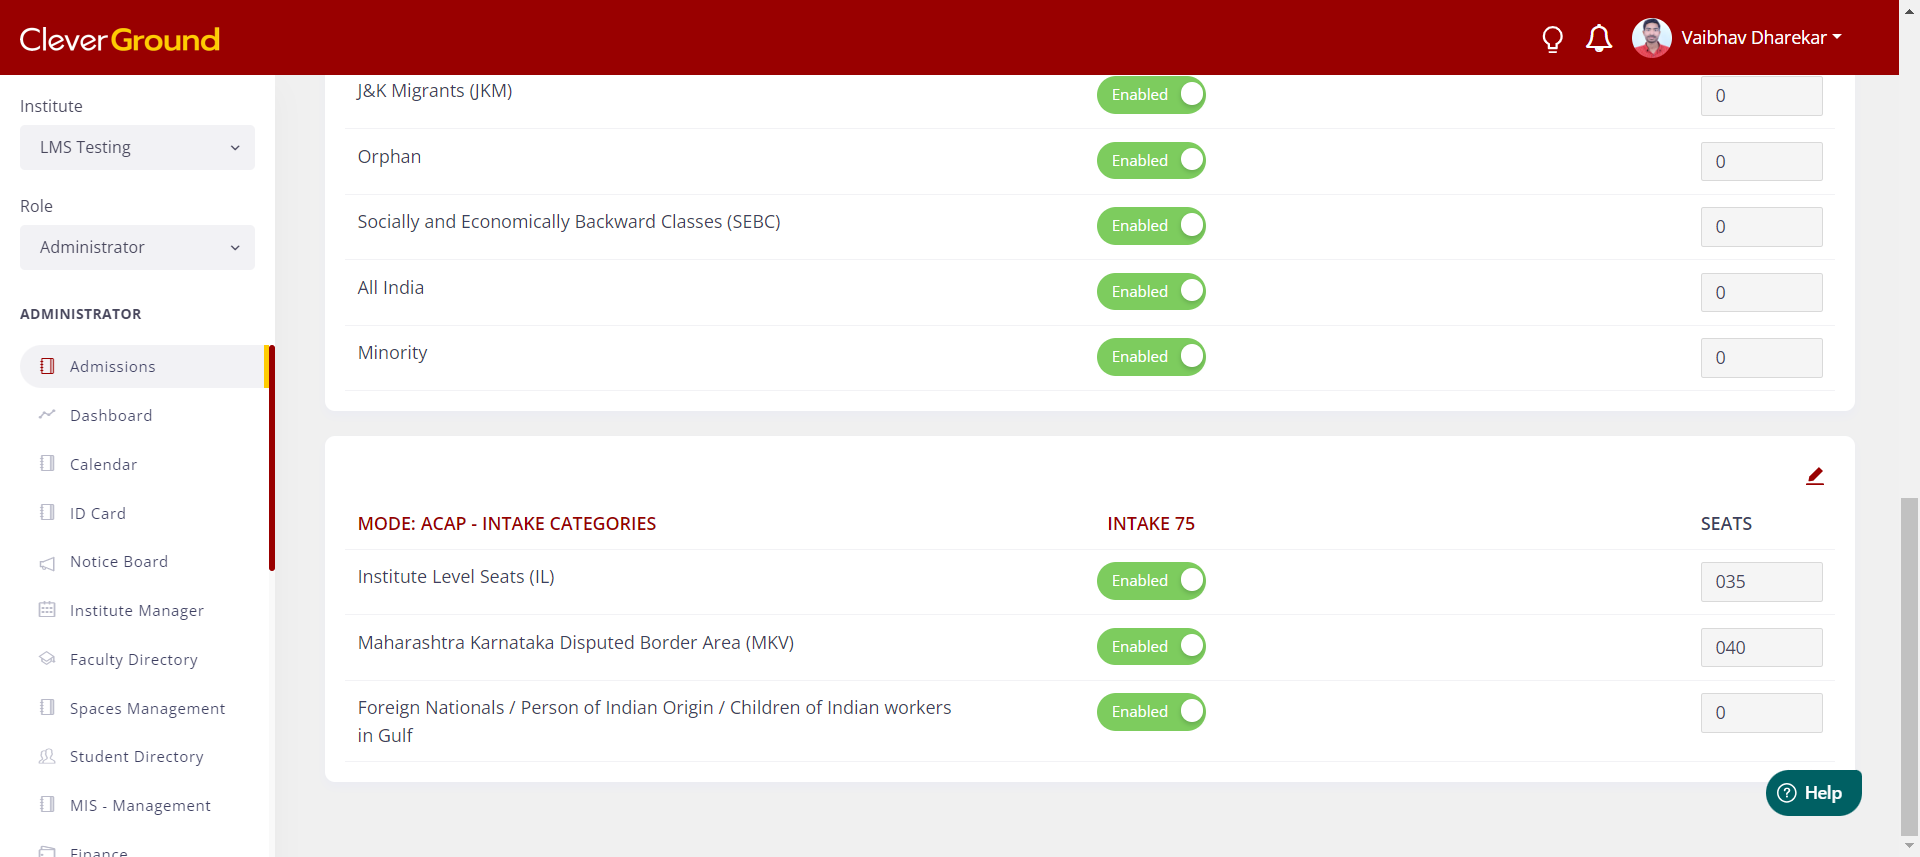 CleverGround
Vaibhav Dharekar
Institute
LMS Testing
Role
Administrator
ADMINISTRATOR
Admissions
Dashboard
Calendar
ID Card
Notice Board
Institute Manager
Faculty Directory
Spaces Management
Student Directory
MIS - Management
Finance
J&K Migrants (JKM) Enabled 0
Orphan Enabled 0
Socially and Economically Backward Classes (SEBC) Enabled 0
All India Enabled 0
Minority Enabled 0
MODE: ACAP - INTAKE CATEGORIES INTAKE 75 SEATS
Institute Level Seats (IL) Enabled 035
Maharashtra Karnataka Disputed Border Area (MKV) Enabled 040
Foreign Nationals / Person of Indian Origin / Children of Indian workers Enabled 0
in Gulf
Help